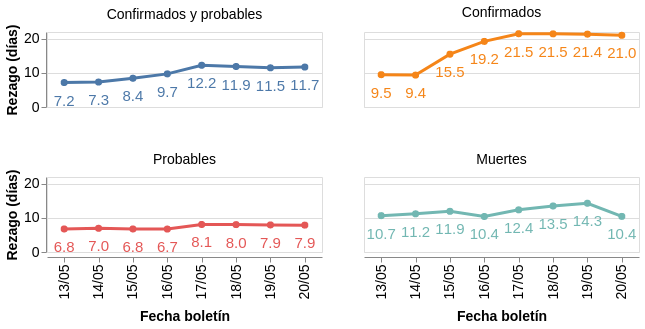 Confirmados y probables
Rezago (días)
20
10
0
7.2 7.3 8.4 9.7 12.2 11.9 11.5 11.7
Confirmados
9.5 9.4 15.5 19.2 21.5 21.5 21.4 21.0
Probables
Rezago (días)
20
10
0
6.8 7.0 6.8 6.7 8.1 8.0 7.9 7.9
13/05 14/05 15/05 16/05 17/05 18/05 19/05 20/05
Fecha boletín
Muertes
10.7 11.2 11.9 10.4 12.4 13.5 14.3 10.4
13/05 14/05 15/05 16/05 17/05 18/05 19/05 20/05
Fecha boletín